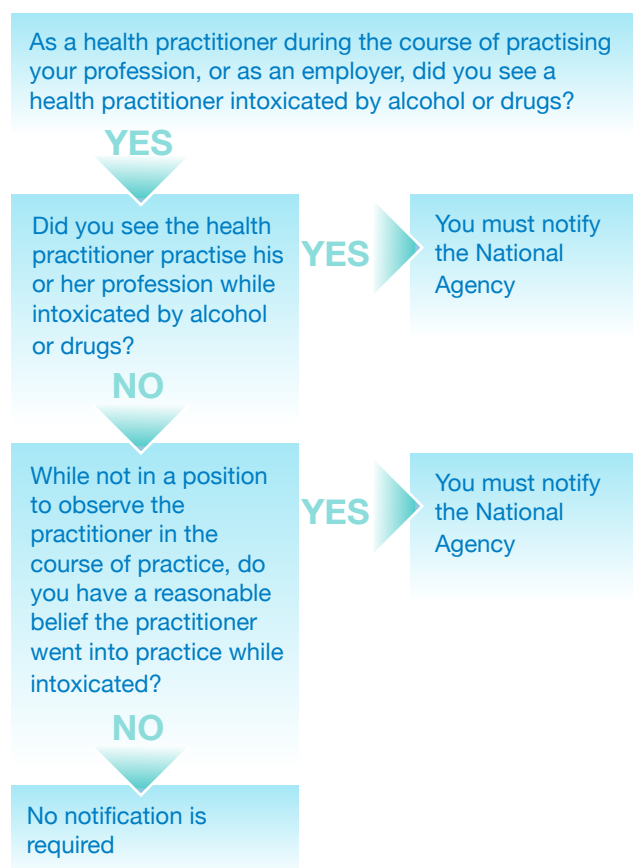 As a health practitioner during the course of practising
your profession, or as an employer, did you see a
health practitioner intoxicated by alcohol or drugs?
YES
Did you see the health
practitioner practise his
or her profession while
intoxicated by alcohol
or drugs?
YES
You must notify
the National
Agency
NO
While not in a position
to observe the
practitioner in the
course of practice, do
you have a reasonable
belief the practitioner
went into practice while
intoxicated?
YES
You must notify
the National
Agency
NO
No notification is
required